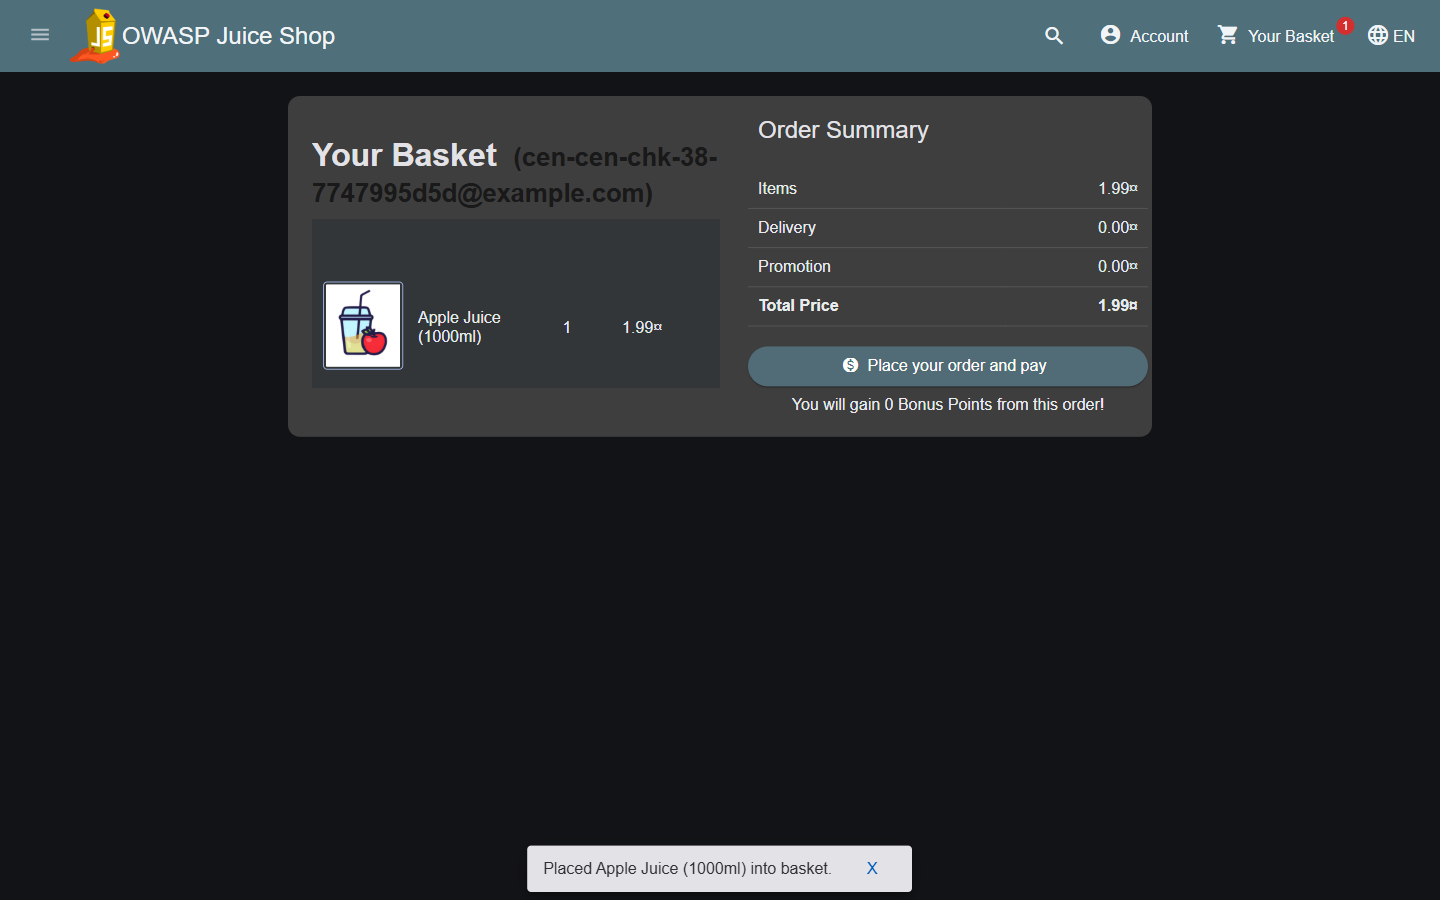 OWASP Juice Shop
Account
Your Basket
1
EN
Your Basket (cen-cen-chk-38-
7747995d5d@example.com)
Apple Juice
(1000ml)
1
1.99¤
Order Summary
Items 1.99¤
Delivery 0.00¤
Promotion 0.00¤
Total Price 1.99¤
Place your order and pay
You will gain 0 Bonus Points from this order!
Placed Apple Juice (1000ml) into basket. X